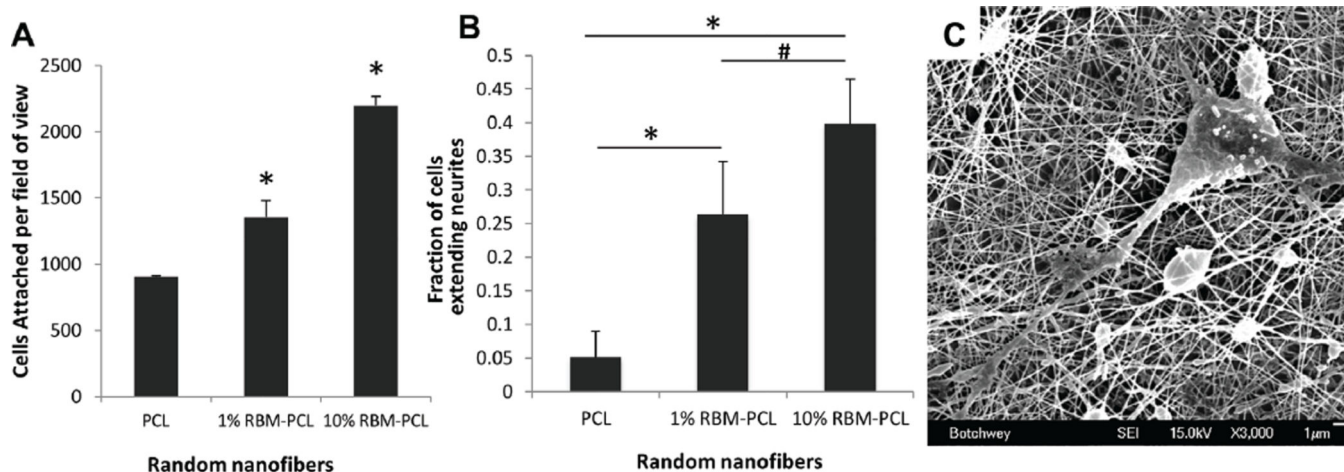 A
2500
2000
1500
1000
500
0
Cells Attached per field of view
*
*
PCL
1% RBM-PCL
10% RBM-PCL
Random nanofibers
B
0.5
0.45
0.4
0.35
0.3
0.25
0.2
0.15
0.1
0.05
0
Fraction of cells
extending neurites
*
#
*
PCL
1% RBM-PCL
10% RBM-PCL
Random nanofibers
C
Botchwey SEI 15.0kV X3,000 1µm